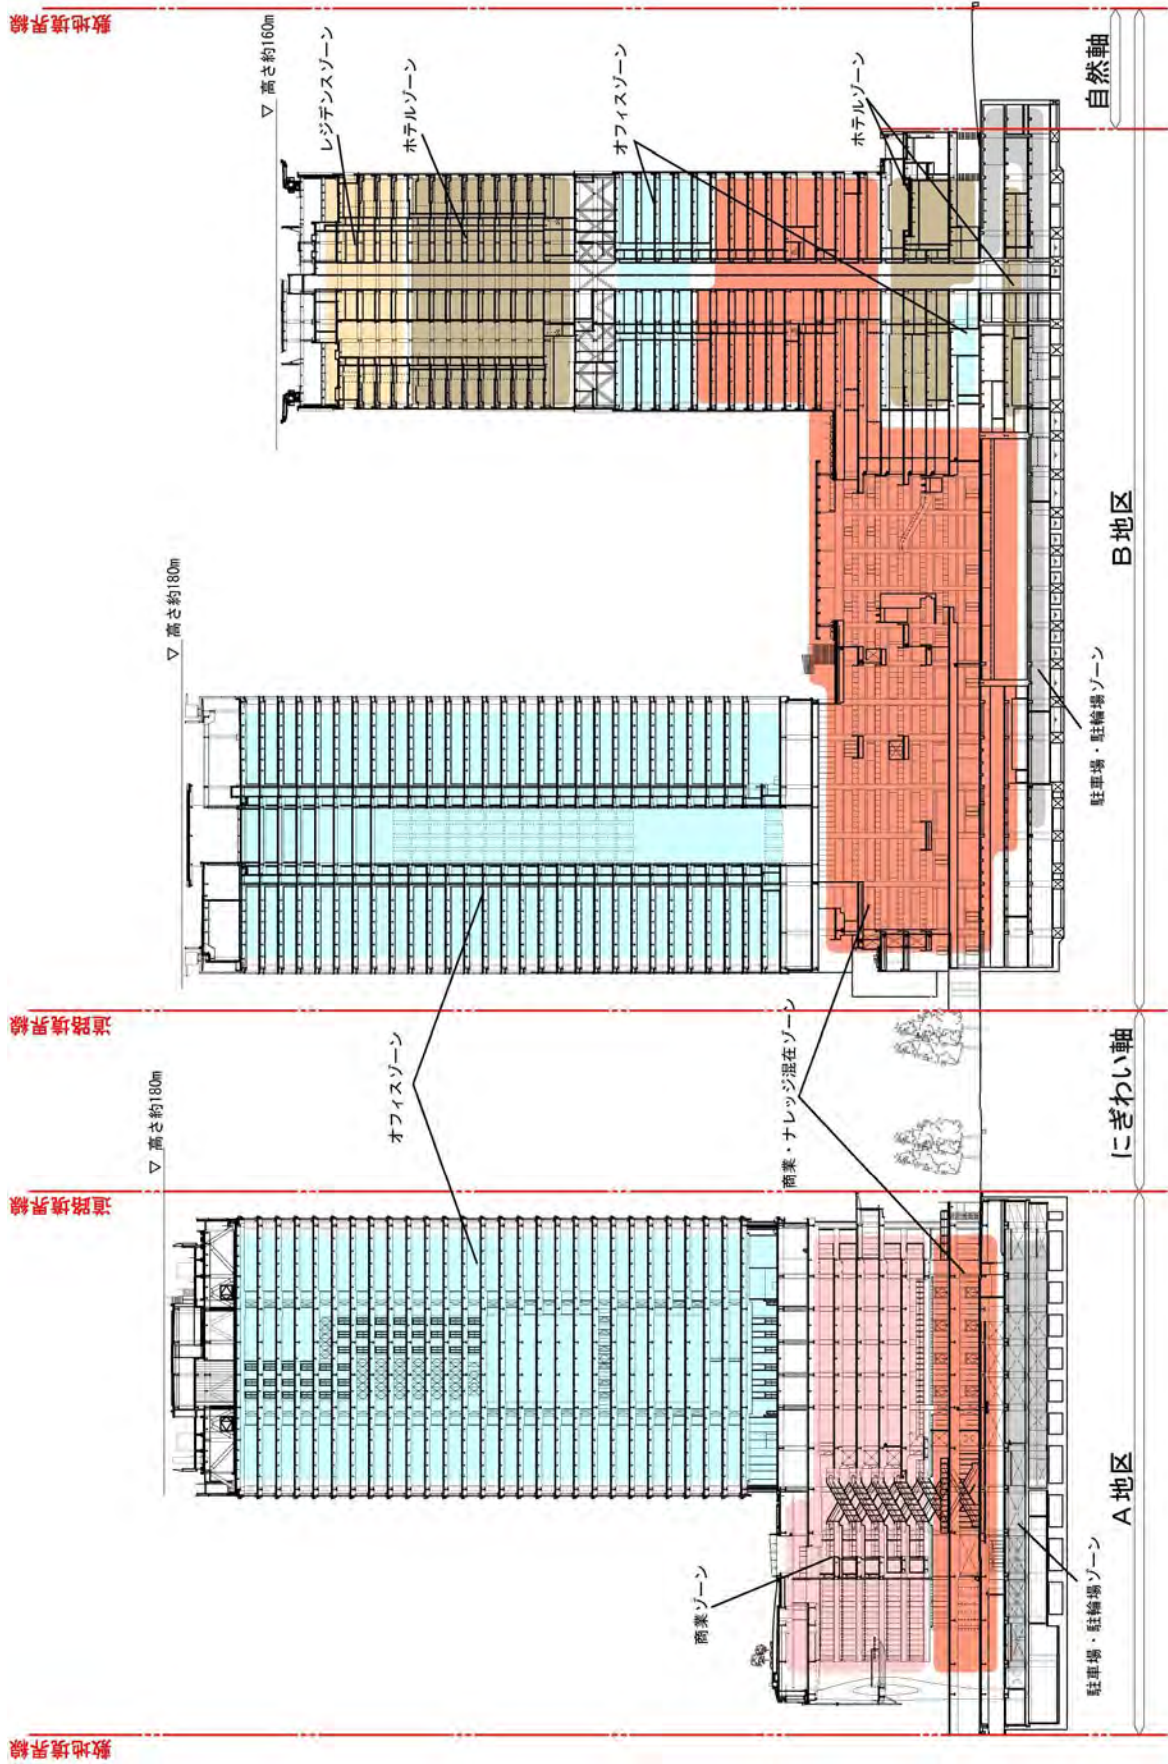 敷地境界線
道路境界線
道路境界線
敷地境界線
▽ 高さ約180m
▽ 高さ約180m
▽ 高さ約160m
レジデンスゾーン
ホテルゾーン
オフィスゾーン
オフィスゾーン
ホテルゾーン
商業ゾーン
商業・ナレッジ混在ゾーン
駐車場・駐輪場ゾーン
駐車場・駐輪場ゾーン
A地区
にぎわい軸
B地区
自然軸